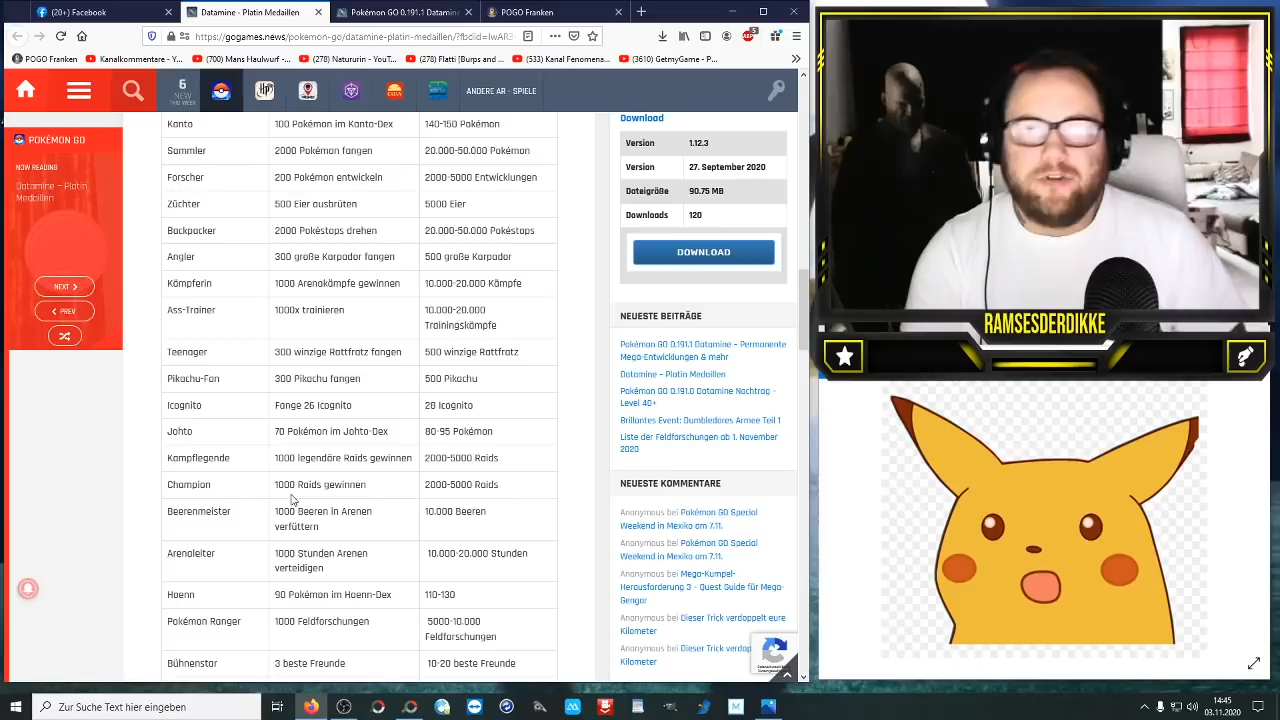 (20+) Facebook
Datamine - Platin Medaillen
Pokémon GO 0.191.1 Datamine
POGO Franken
https://gogames.news/pokemon-go/datamine-platin-medaillen/?fbclid=IwAR
POGO Franken
Kanalkommentare - Y...
(700) Mans Haulwurf -...
(278) Natururin - YouT...
(278) Flatti (Burps and ...
(533) Kanal Fenomena...
(3610) GetmyGame - P...
6
NEW
THIS WEEK
ANDERE AR - SPIELE
POKÉMON GO
NOW READING
Datamine – Platin
Medaillen
NEXT
PREV
Kanto 100 Pokémon im Kanto-Dex 140-150 Pokémon
Sammler 2000 Pokémon fangen 20.000-50.000 Pokémon
Forscher 200 Pokémon entwickeln 2000-5000 Entwicklungen
Züchter 500 Eier ausbrüten 5000 Eier
Backpacker 2000 Pokéstops drehen 20.000-50.000 Pokéstops
Angler 300 große Karpador fangen 500 große Karpador
Kämpferin 1000 Arenakämpfe gewinnen 10.000-20.000 Kämpfe
Ass-Trainer 1000x trainieren 10.000-20.000
Trainingskämpfe
Teenager 300 winzige Rattfratz fangen 500 winzige Rattfratz
Pikachu-Fan 300 Pikachu fangen 500 Pikachu
Icognito Fange 26 Icognito 28 Icognito
Johto 70 Pokémon im Johto-Dex 80-95 Pokémon
Kampflegende 1000 legendäre Raids gewinnen 2000-5000 Raids
Champion 1000 Raids gewinnen 2000-5000 Raids
Beerenmeister 1000 Beeren in Arenen 10.000 Beeren
verfüttern
Arenaleiter 1000 Stunden Arenen 10.000-20.000 Stunden
verteidigen
Hoenn 90 Pokémon im Hoenn-Dex 110-130
Pokémon Ranger 1000 Feldforschungen 5000-10.000
Feldforschungen
Bühnenstar 3 beste Freunde 10-20 beste Freunde
Download
Version 1.12.3
Version 27. September 2020
Dateigröße 90.75 MB
Downloads 120
DOWNLOAD
NEUESTE BEITRÄGE
Pokémon GO 0.191.1 Datamine – Permanente
Mega-Entwicklungen & mehr
Datamine – Platin Medaillen
Pokémon GO 0.191.0 Datamine Nachtrag –
Level 40+
Brillantes Event: Dumbledores Armee Teil 1
Liste der Feldforschungen ab 1. November
2020
NEUESTE KOMMENTARE
Anonymous bei Pokémon GO Special
Weekend in Mexiko am 7.11.
Anonymous bei Pokémon GO Special
Weekend in Mexiko am 7.11.
Anonymous bei Mega-Kumpel-
Herausforderung 3 – Quest Guide für Mega-
Gengar
Anonymous bei Dieser Trick verdoppelt eure
Kilometer
Anonymous bei Dieser Trick verdop
Kilometer
RAMSESDERDIKKE
Zur Suche Text hier eingeben
14:45
03.11.2020